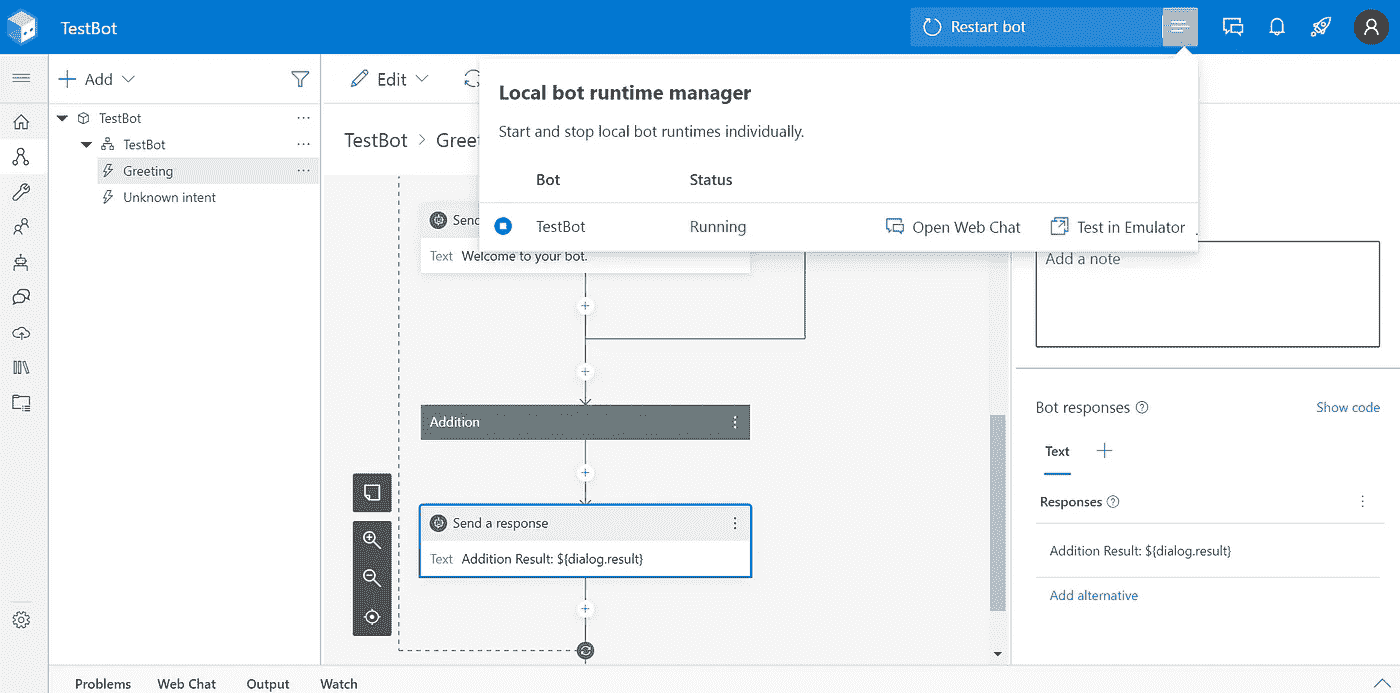 TestBot
Restart bot
Add
Edit
Local bot runtime manager
Start and stop local bot runtimes individually.
Bot Status
TestBot Running Open Web Chat Test in Emulator
TestBot
TestBot
Greeting
Unknown intent
TestBot > Gree
Send
Text Welcome to your bot.
Addition
Send a response
Text Addition Result: ${dialog.result}
Add a note
Bot responses Show code
Text
Responses
Addition Result: ${dialog.result}
Add alternative
Problems Web Chat Output Watch